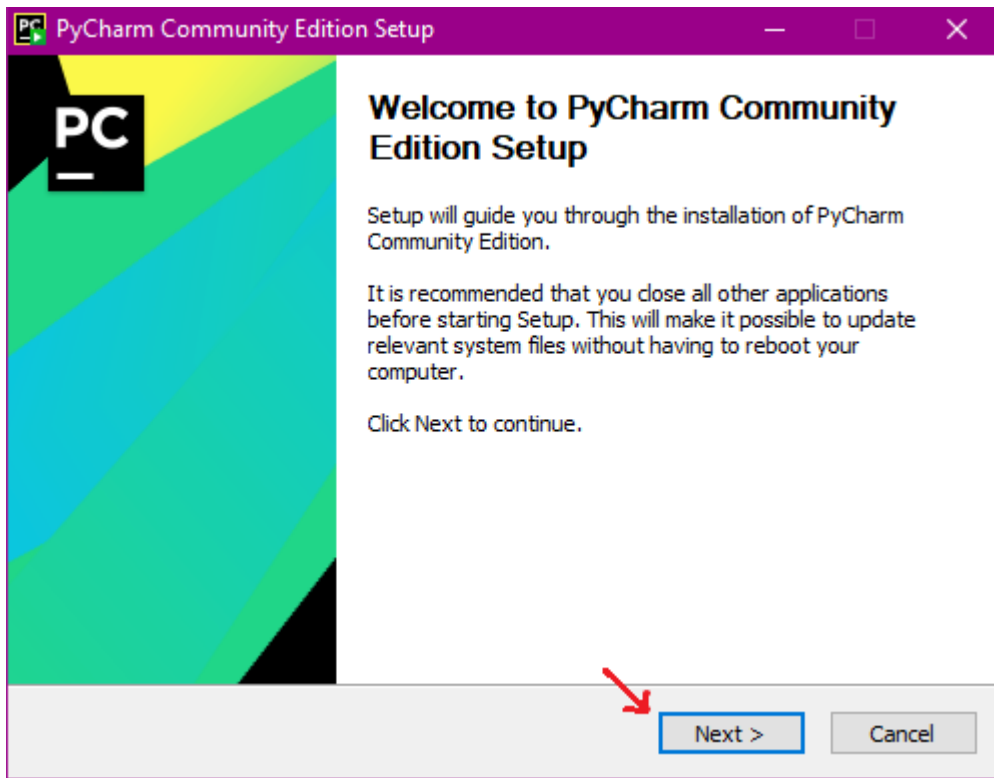 PyCharm Community Edition Setup
PC
Welcome to PyCharm Community
Edition Setup
Setup will guide you through the installation of PyCharm
Community Edition.
It is recommended that you close all other applications
before starting Setup. This will make it possible to update
relevant system files without having to reboot your
computer.
Click Next to continue.
Next >
Cancel